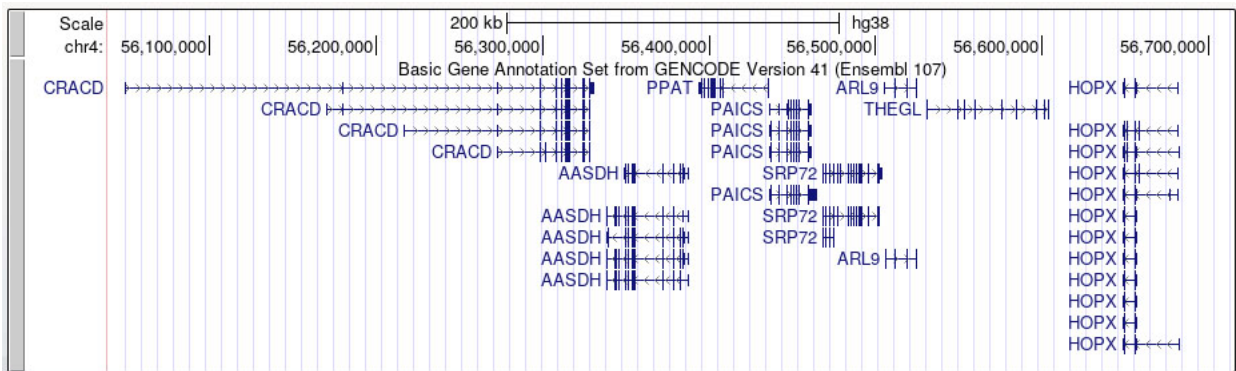 Scale 200 kb hg38
chr4: 56,100,000 56,200,000 56,300,000 56,400,000 56,500,000 56,600,000 56,700,000
Basic Gene Annotation Set from GENCODE Version 41 (Ensembl 107)
CRACD PPAT ARL9 HOPX
CRACD PAICS THEGL
CRACD PAICS HOPX
CRACD PAICS HOPX
AASDH SRP72 HOPX
PAICS HOPX
AASDH SRP72 HOPX
AASDH SRP72 HOPX
AASDH ARL9 HOPX
AASDH HOPX
HOPX
HOPX
HOPX